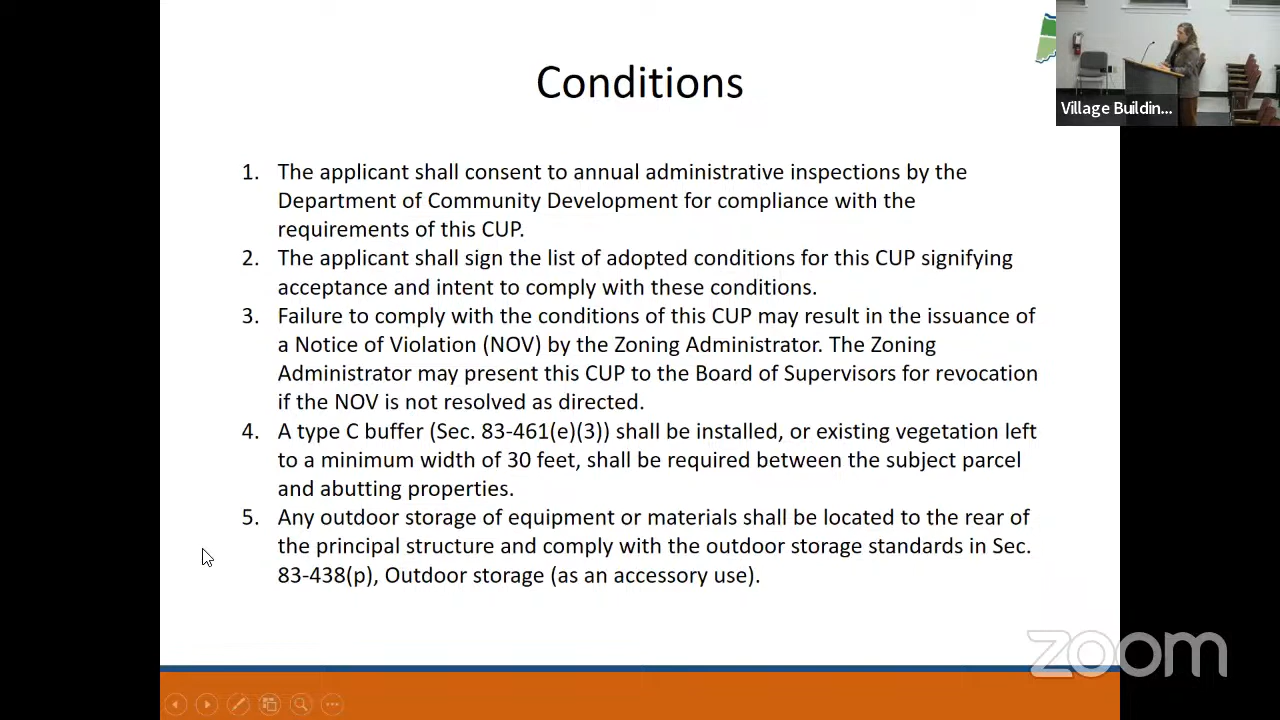 Conditions
Village Buildin...
1. The applicant shall consent to annual administrative inspections by the
Department of Community Development for compliance with the
requirements of this CUP.
2. The applicant shall sign the list of adopted conditions for this CUP signifying
acceptance and intent to comply with these conditions.
3. Failure to comply with the conditions of this CUP may result in the issuance of
a Notice of Violation (NOV) by the Zoning Administrator. The Zoning
Administrator may present this CUP to the Board of Supervisors for revocation
if the NOV is not resolved as directed.
4. A type C buffer (Sec. 83-461(e)(3)) shall be installed, or existing vegetation left
to a minimum width of 30 feet, shall be required between the subject parcel
and abutting properties.
5. Any outdoor storage of equipment or materials shall be located to the rear of
the principal structure and comply with the outdoor storage standards in Sec.
83-438(p), Outdoor storage (as an accessory use).
zoom